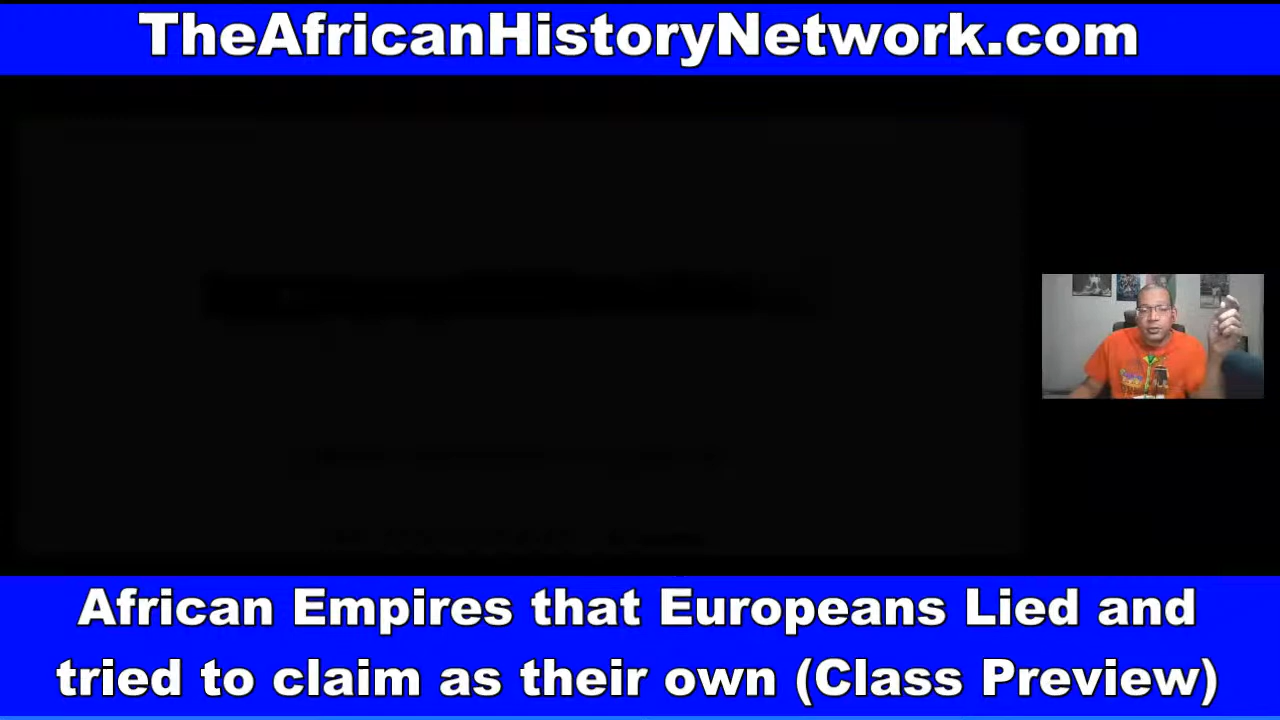 TheAfricanHistoryNetwork.com
African Empires that Europeans Lied and
tried to claim as their own (Class Preview)